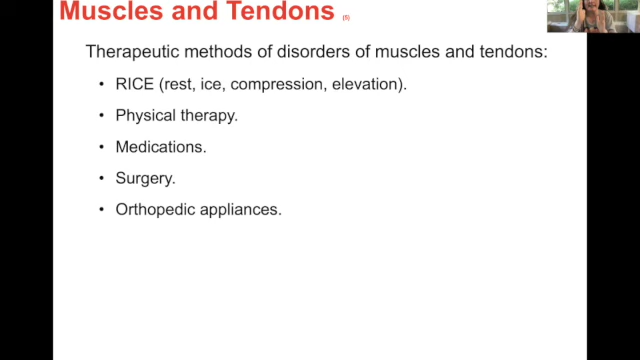 Muscles and Tendons (5)
Therapeutic methods of disorders of muscles and tendons:
• RICE (rest, ice, compression, elevation).
• Physical therapy.
• Medications.
• Surgery.
• Orthopedic appliances.